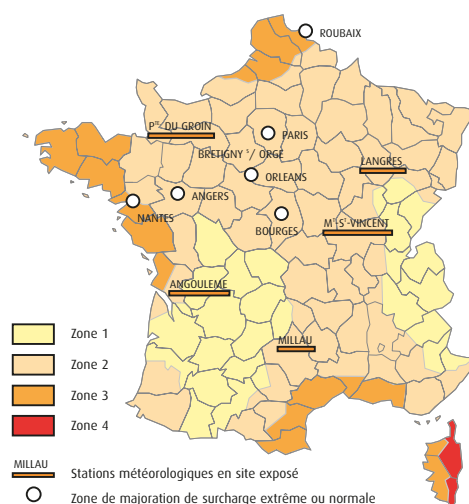 ROUBAIX
Pte DU GROIN
PARIS
BRETIGNY s/ ORGE
LANGRES
ORLEANS
ANGERS
NANTES
BOURGES
Mt-St-VINCENT
ANGOULEME
MILLAU
Zone 1
Zone 2
Zone 3
Zone 4
MILLAU
Stations météorologiques en site exposé
Zone de majoration de surcharge extrême ou normale